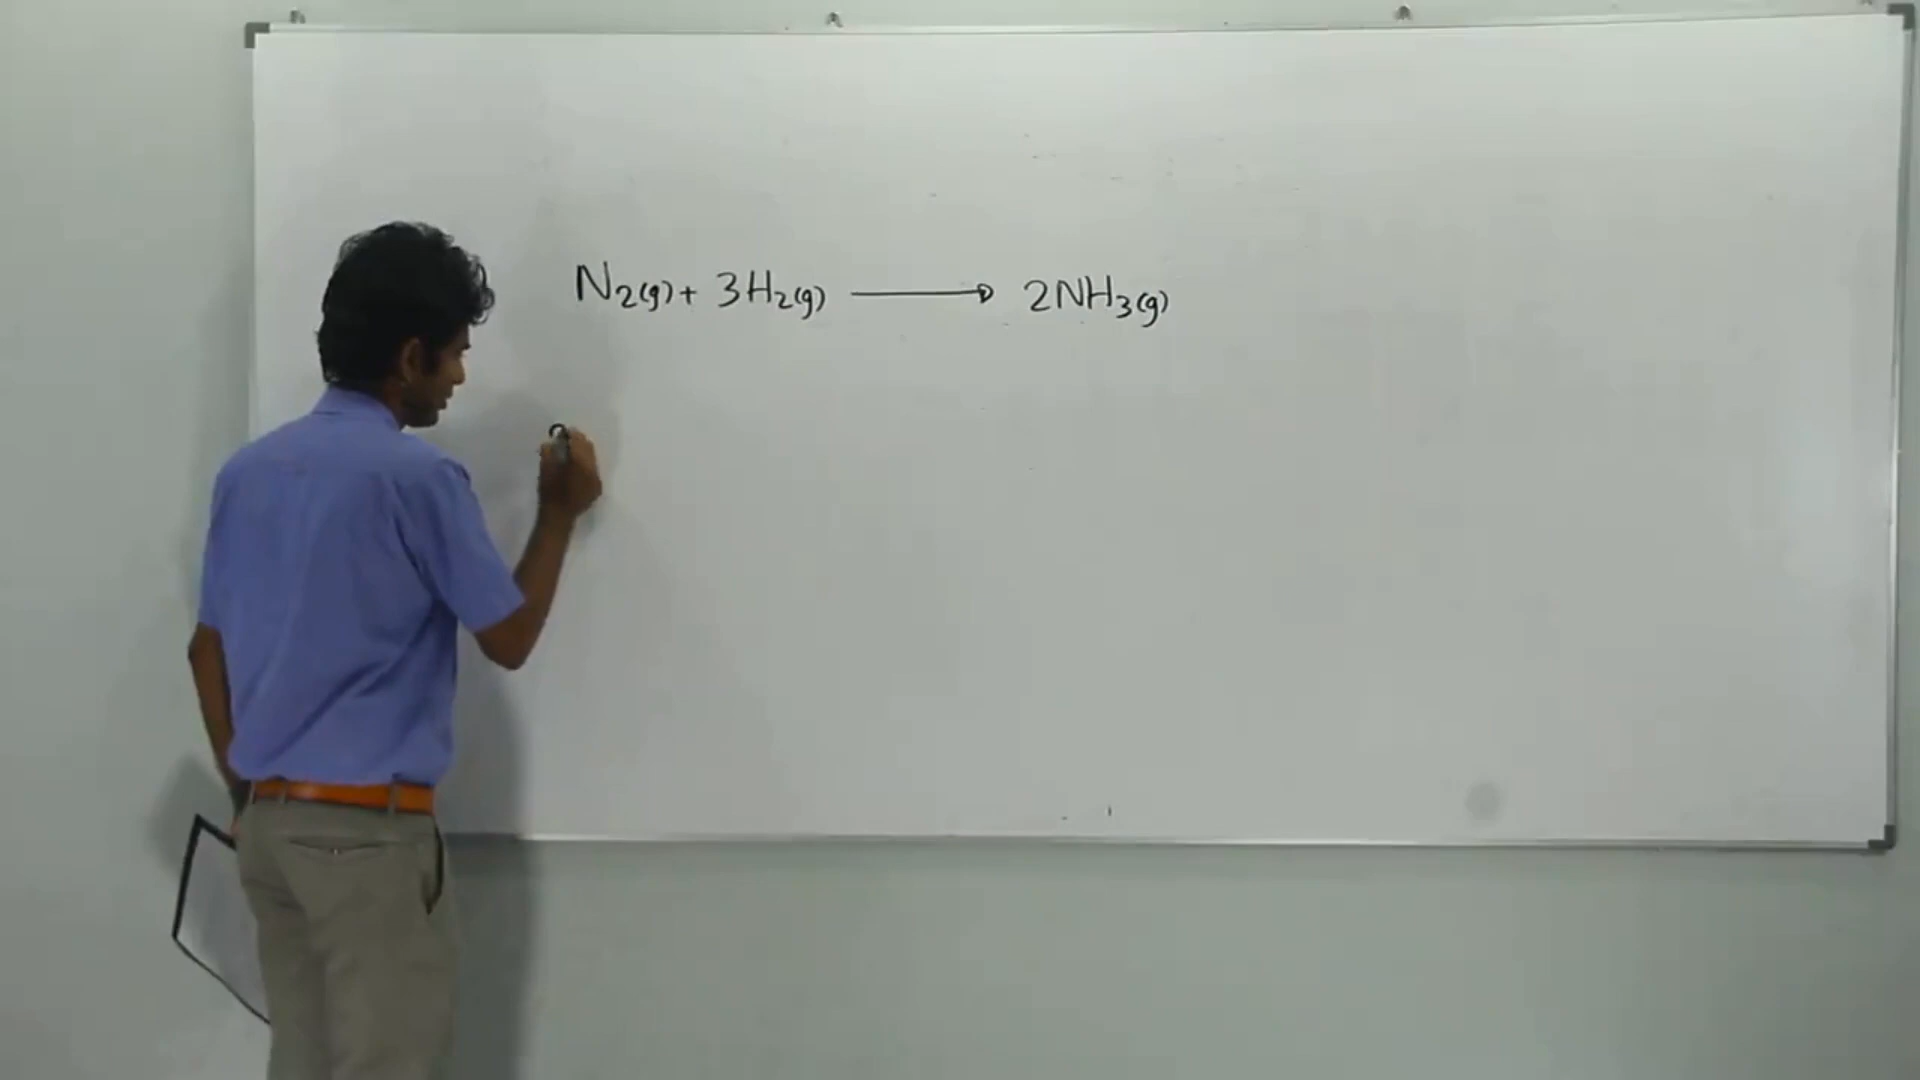 N₂(g) + 3H₂(g) ⟶ 2NH₃(g)